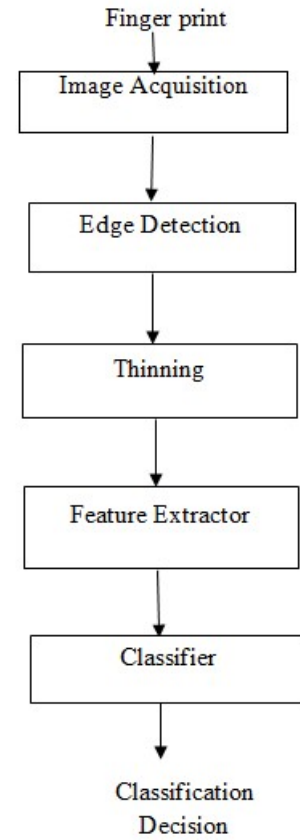 Finger print
Image Acquisition
Edge Detection
Thinning
Feature Extractor
Classifier
Classification
Decision